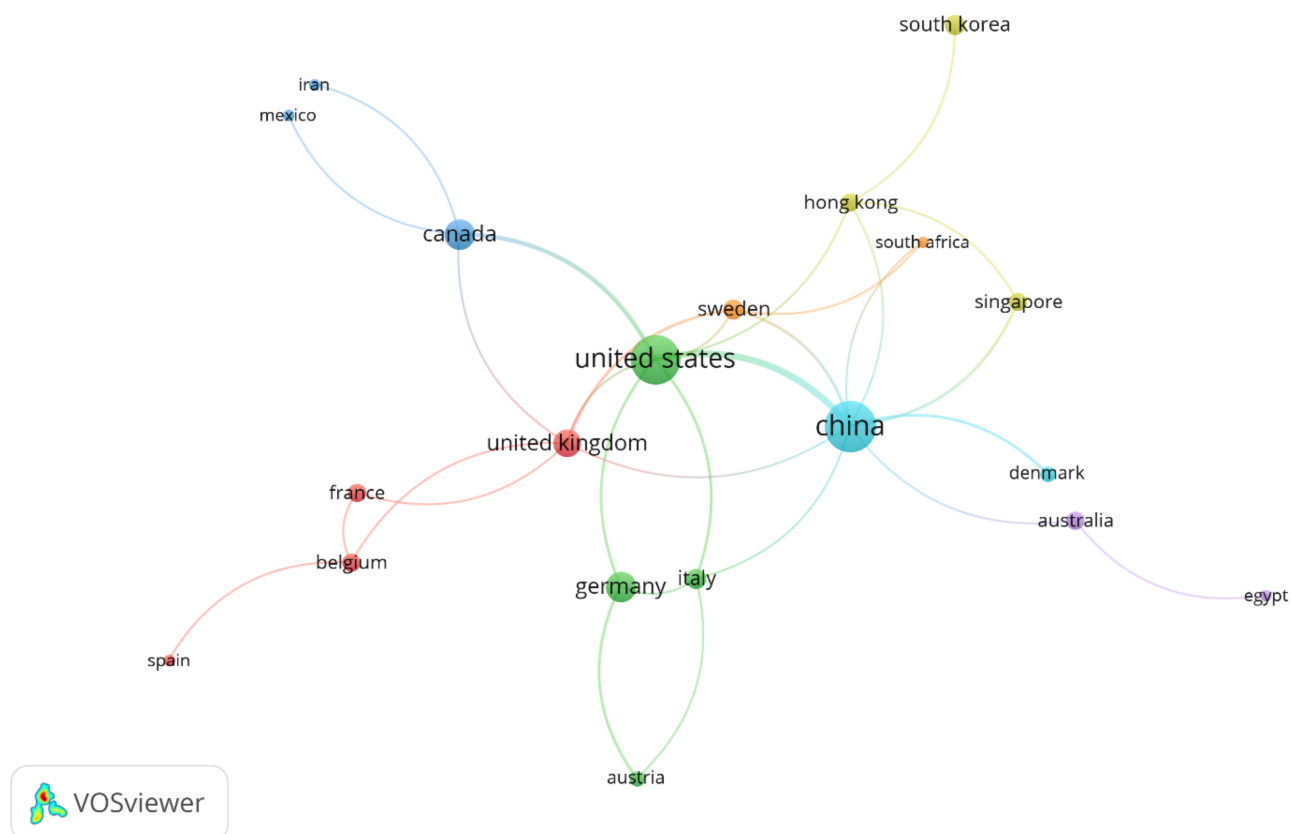 south korea
iran
mexico
hong kong
canada
south africa
singapore
sweden
united states
china
united kingdom
denmark
france
australia
belgium
italy
germany
egypt
spain
austria
VOSviewer